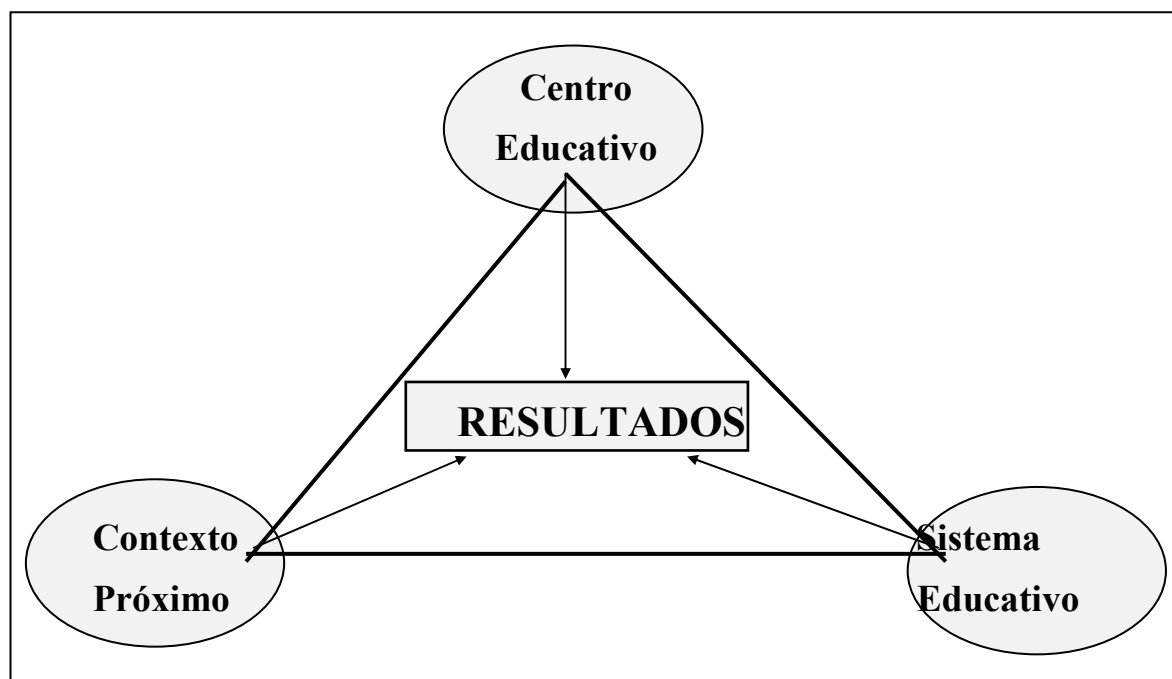 Centro
Educativo
RESULTADOS
Contexto
Próximo
Sistema
Educativo